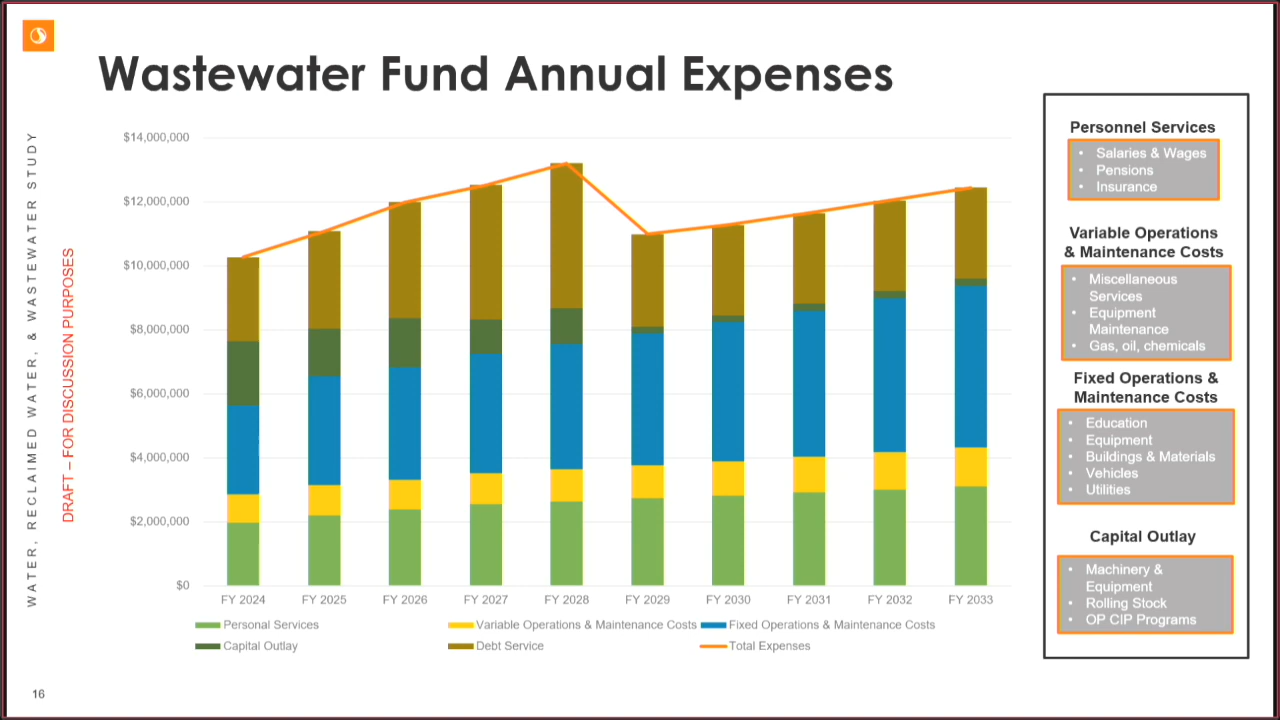 Wastewater Fund Annual Expenses
WATER, RECLAIMED WATER, & WASTEWATER STUDY
DRAFT – FOR DISCUSSION PURPOSES
$14,000,000
$12,000,000
$10,000,000
$8,000,000
$6,000,000
$4,000,000
$2,000,000
$0
FY 2024 FY 2025 FY 2026 FY 2027 FY 2028 FY 2029 FY 2030 FY 2031 FY 2032 FY 2033
Personal Services Variable Operations & Maintenance Costs Fixed Operations & Maintenance Costs
Capital Outlay Debt Service Total Expenses
Personnel Services
• Salaries & Wages
• Pensions
• Insurance
Variable Operations
& Maintenance Costs
• Miscellaneous
Services
• Equipment
Maintenance
• Gas, oil, chemicals
Fixed Operations &
Maintenance Costs
• Education
• Equipment
• Buildings & Materials
• Vehicles
• Utilities
Capital Outlay
• Machinery &
Equipment
• Rolling Stock
• OP CIP Programs
16